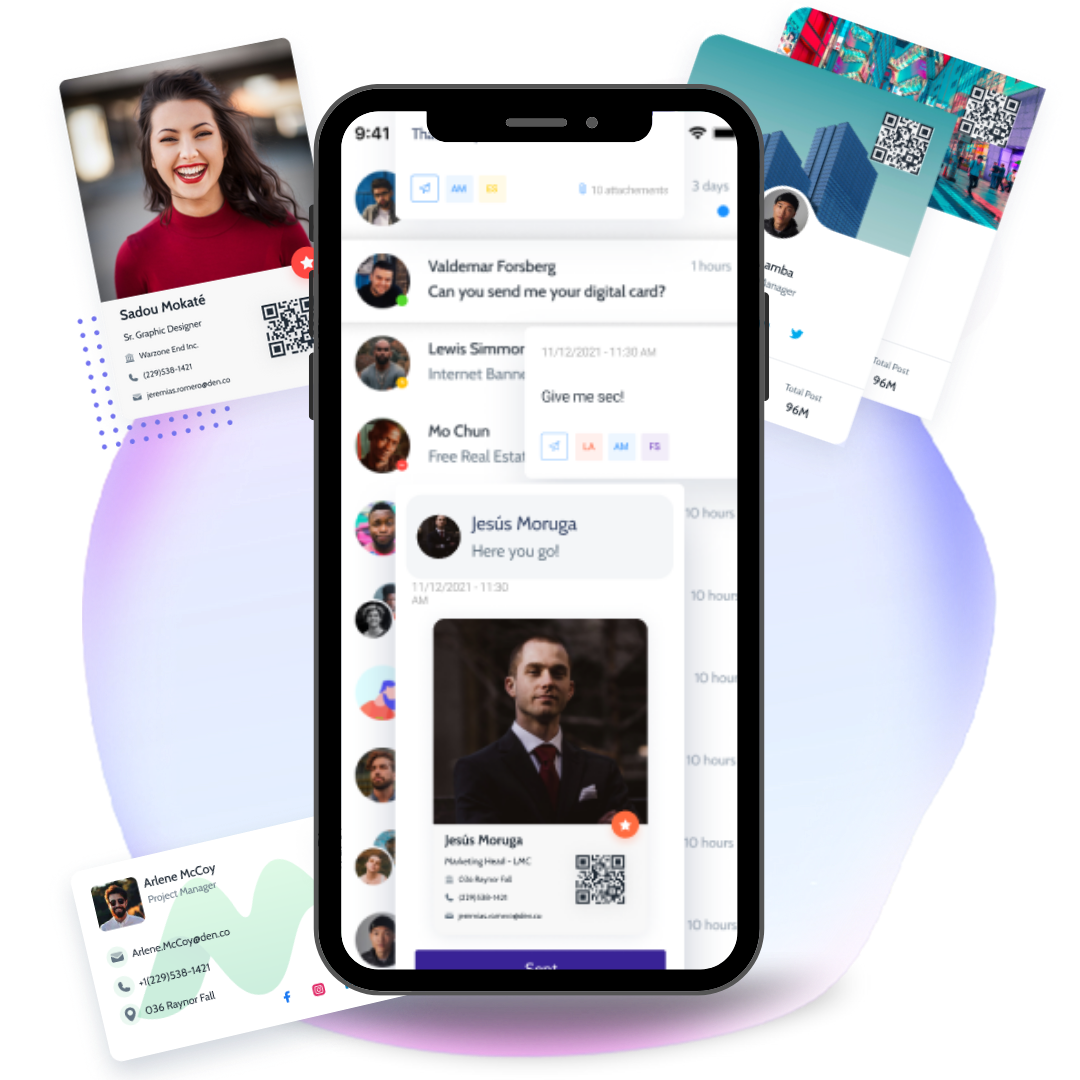 Sadou Mokaté
Sr. Graphic Designer
Warzone End Inc.
(229)538-1421
jeremias.romero@den.co
9:41
AM
ES
10 attachements
3 days
Valdemar Forsberg
1 hours
Can you send me your digital card?
Lewis Simmor
Internet Banne
11/12/2021 - 11:30 AM
Give me sec!
LA
AM
FS
Mo Chun
Free Real Estat
Jesús Moruga
Here you go!
11/12/2021 - 11:30
AM
10 hours
10 hours
10 hour
10 hours
10 hours
10 hours
Jesús Moruga
Marketing Head - LMC
036 Raynor Fall
(229)538-1421
jeremias.romero@den.co
Sent
amba
anager
Total Post
96M
Total Post
96M
Arlene McCoy
Project Manager
Arlene.McCoy@den.co
+1(229)538-1421
036 Raynor Fall